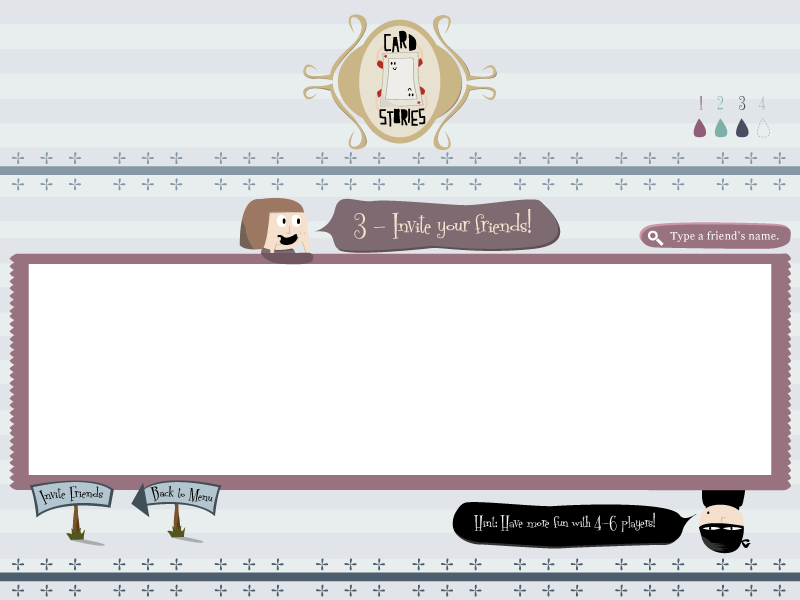 CARD
STORIES
1 2 3 4
3 – Invite your friends!
Type a friend's name.
Invite Friends
Back to Menu
Hint: Have more fun with 4-6 players!